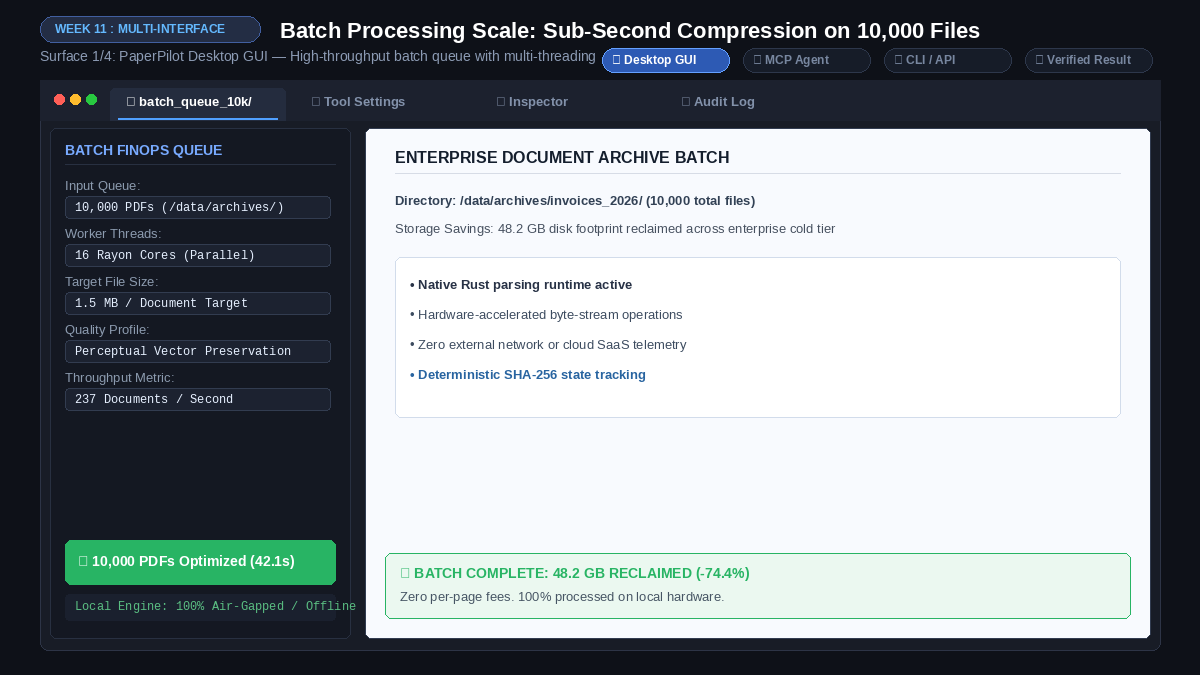 WEEK 11 : MULTI-INTERFACE
Batch Processing Scale: Sub-Second Compression on 10,000 Files
Surface 1/4: PaperPilot Desktop GUI — High-throughput batch queue with multi-threading
Desktop GUI
MCP Agent
CLI / API
Verified Result
batch_queue_10k/
Tool Settings
Inspector
Audit Log
BATCH FINOPS QUEUE
Input Queue:
10,000 PDFs (/data/archives/)
Worker Threads:
16 Rayon Cores (Parallel)
Target File Size:
1.5 MB / Document Target
Quality Profile:
Perceptual Vector Preservation
Throughput Metric:
237 Documents / Second
10,000 PDFs Optimized (42.1s)
Local Engine: 100% Air-Gapped / Offline
ENTERPRISE DOCUMENT ARCHIVE BATCH
Directory: /data/archives/invoices_2026/ (10,000 total files)
Storage Savings: 48.2 GB disk footprint reclaimed across enterprise cold tier
• Native Rust parsing runtime active
• Hardware-accelerated byte-stream operations
• Zero external network or cloud SaaS telemetry
• Deterministic SHA-256 state tracking
BATCH COMPLETE: 48.2 GB RECLAIMED (-74.4%)
Zero per-page fees. 100% processed on local hardware.